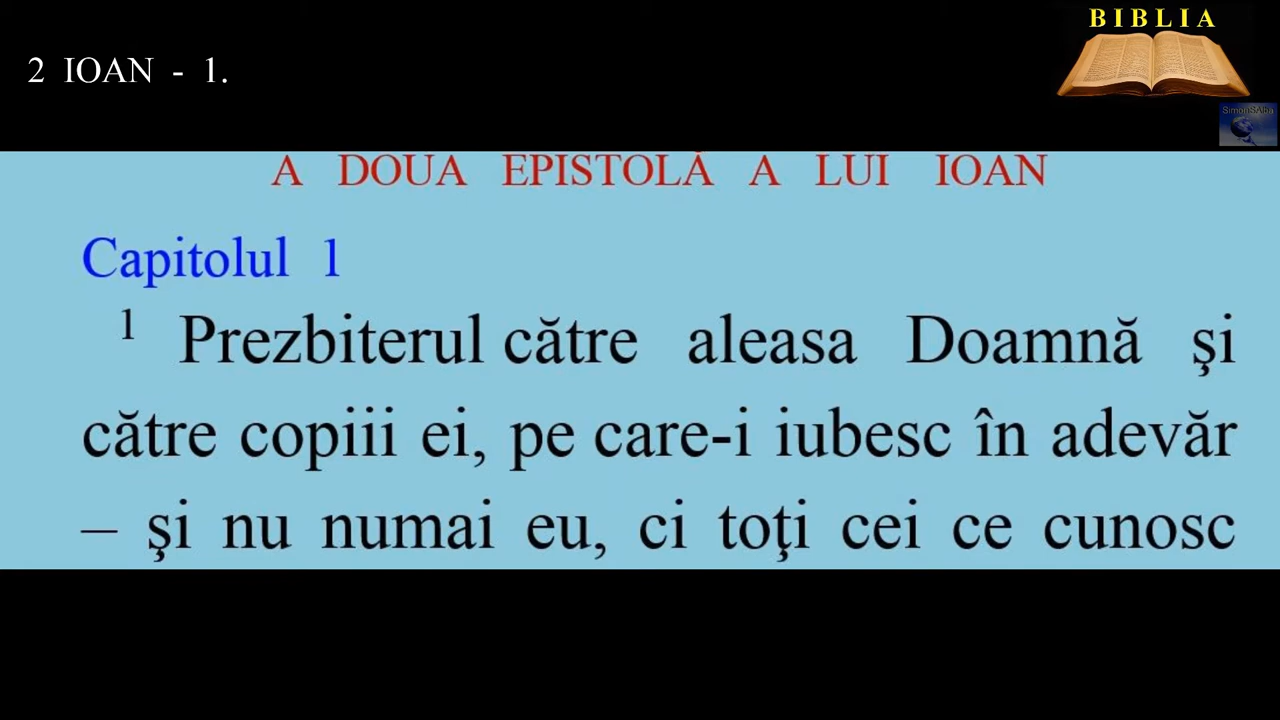 BIBLIA
2 IOAN - 1.
SimonSAlba
A DOUA EPISTOLĂ A LUI IOAN
Capitolul 1
1 Prezbiterul către aleasa Doamnă şi
către copiii ei, pe care-i iubesc în adevăr
– şi nu numai eu, ci toţi cei ce cunosc